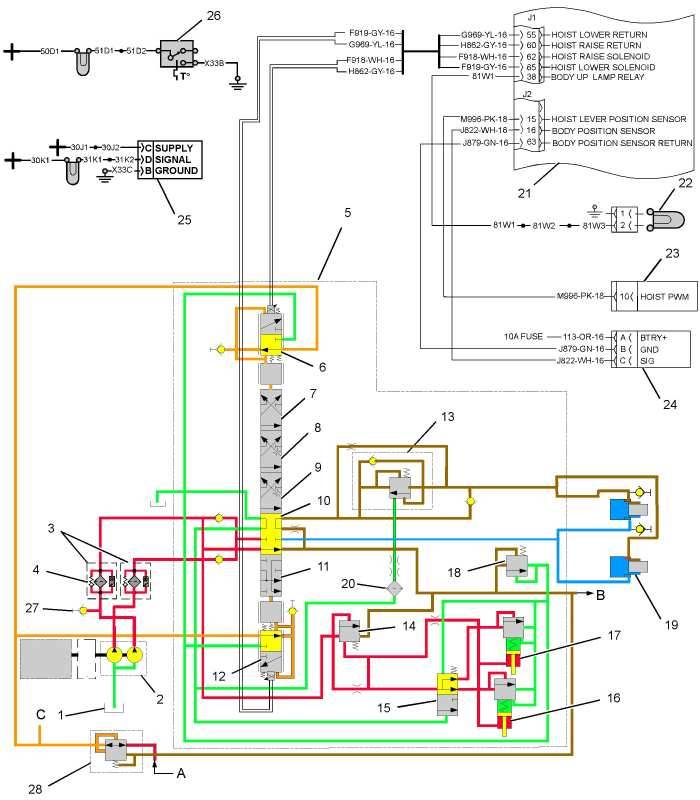 26
50D1
51D1
51D2
X33B
T°
30J1
30J2
C SUPPLY
30K1
31K1
31K2
D SIGNAL
X33C
B GROUND
25
F919-GY-16
G969-YL-16
F918-WH-16
H862-GY-16
J1
G969-YL-16 55 HOIST LOWER RETURN
H862-GY-16 60 HOIST RAISE RETURN
F918-WH-16 62 HOIST RAISE SOLENOID
F919-GY-16 65 HOIST LOWER SOLENOID
81W1 38 BODY UP LAMP RELAY
J2
M996-PK-18 15 HOIST LEVER POSITION SENSOR
J822-WH-16 16 BODY POSITION SENSOR
J879-GN-16 63 BODY POSITION SENSOR RETURN
21
22
1
81W1
81W2
81W3
2
23
M996-PK-18 10 HOIST PWM
10A FUSE 113-OR-16 A BTRY+
J879-GN-16 B GND
J822-WH-16 C SIG
24
5
6
7
8
9
10
11
12
13
3
4
27
20
18
B
19
14
17
16
15
1
2
C
28
A